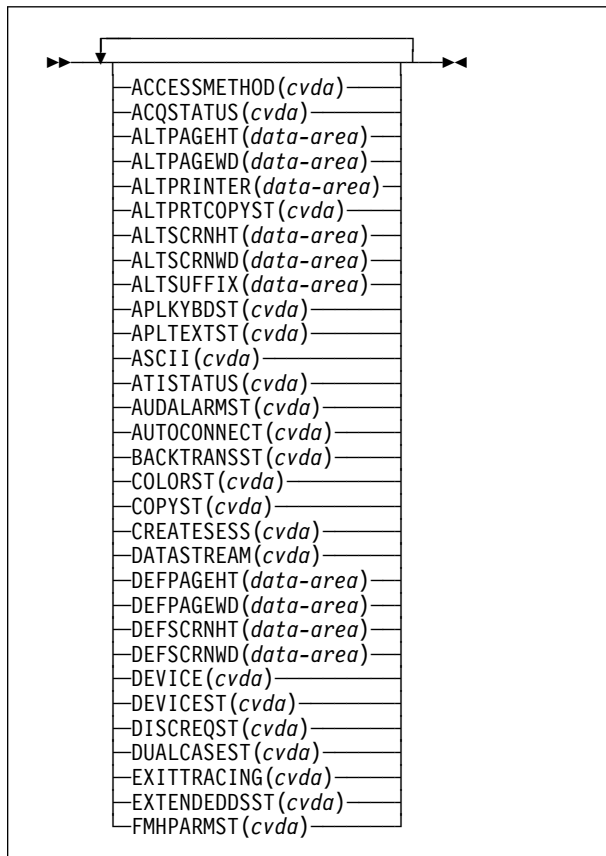 ACCESSMETHOD(cvda)
ACQSTATUS(cvda)
ALTPAGEHT(data-area)
ALTPAGEWD(data-area)
ALTPRINTER(data-area)
ALTPRTCOPYST(cvda)
ALTSCRNHT(data-area)
ALTSCRNWD(data-area)
ALTSUFFIX(data-area)
APLKYBDST(cvda)
APLTEXTST(cvda)
ASCII(cvda)
ATISTATUS(cvda)
AUDALARMST(cvda)
AUTOCONNECT(cvda)
BACKTRANSST(cvda)
COLORST(cvda)
COPYST(cvda)
CREATESESS(cvda)
DATASTREAM(cvda)
DEFPAGEHT(data-area)
DEFPAGEWD(data-area)
DEFSCRNHT(data-area)
DEFSCRNWD(data-area)
DEVICE(cvda)
DEVICEST(cvda)
DISCREQST(cvda)
DUALCASEST(cvda)
EXITTRACING(cvda)
EXTENDEDDSST(cvda)
FMHPARMST(cvda)